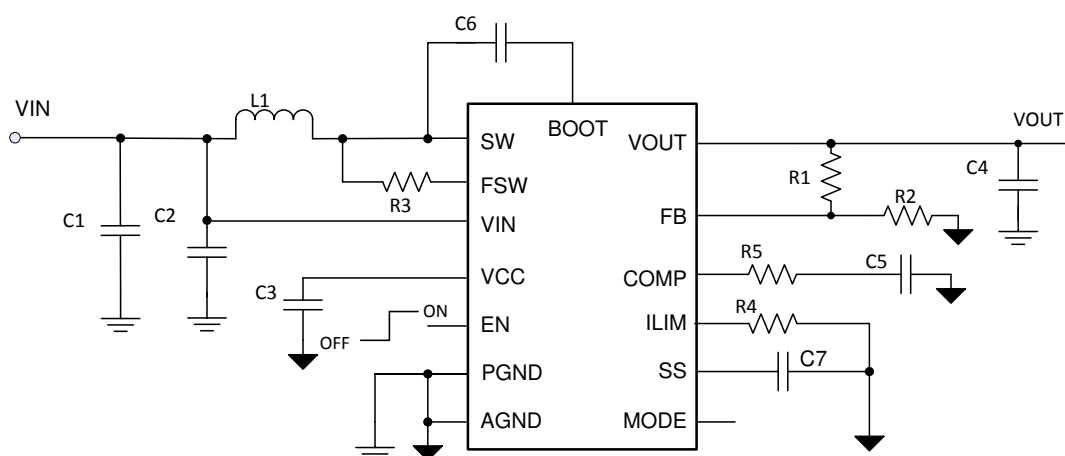 C6
VIN
L1
BOOT
SW
VOUT
VOUT
R1
C4
FSW
R3
R2
C1
C2
VIN
FB
R5
C5
VCC
COMP
C3
ON
R4
EN
ILIM
OFF
C7
PGND
SS
AGND
MODE